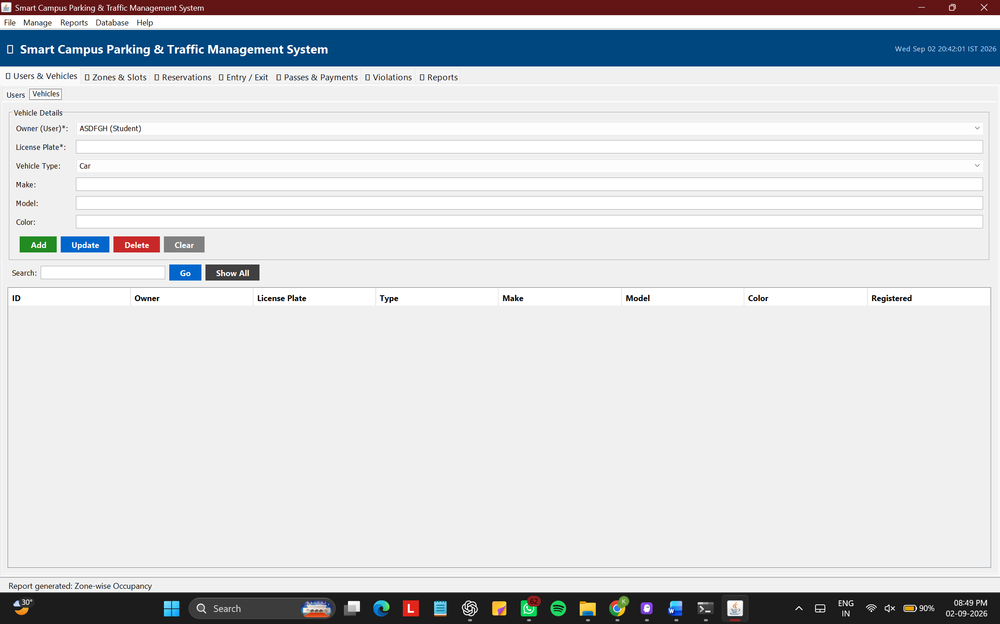 Smart Campus Parking & Traffic Management System
File Manage Reports Database Help
Smart Campus Parking & Traffic Management System
Wed Sep 02 20:42:01 IST 2026
Users & Vehicles Zones & Slots Reservations Entry / Exit Passes & Payments Violations Reports
Users Vehicles
Vehicle Details
Owner (User)*: ASDFGH (Student)
License Plate*:
Vehicle Type: Car
Make:
Model:
Color:
Add Update Delete Clear
Search: Go Show All
ID Owner License Plate Type Make Model Color Registered
Report generated: Zone-wise Occupancy
30°
Search
L
62
K
W
ENG
IN
90%
08:49 PM
02-09-2026